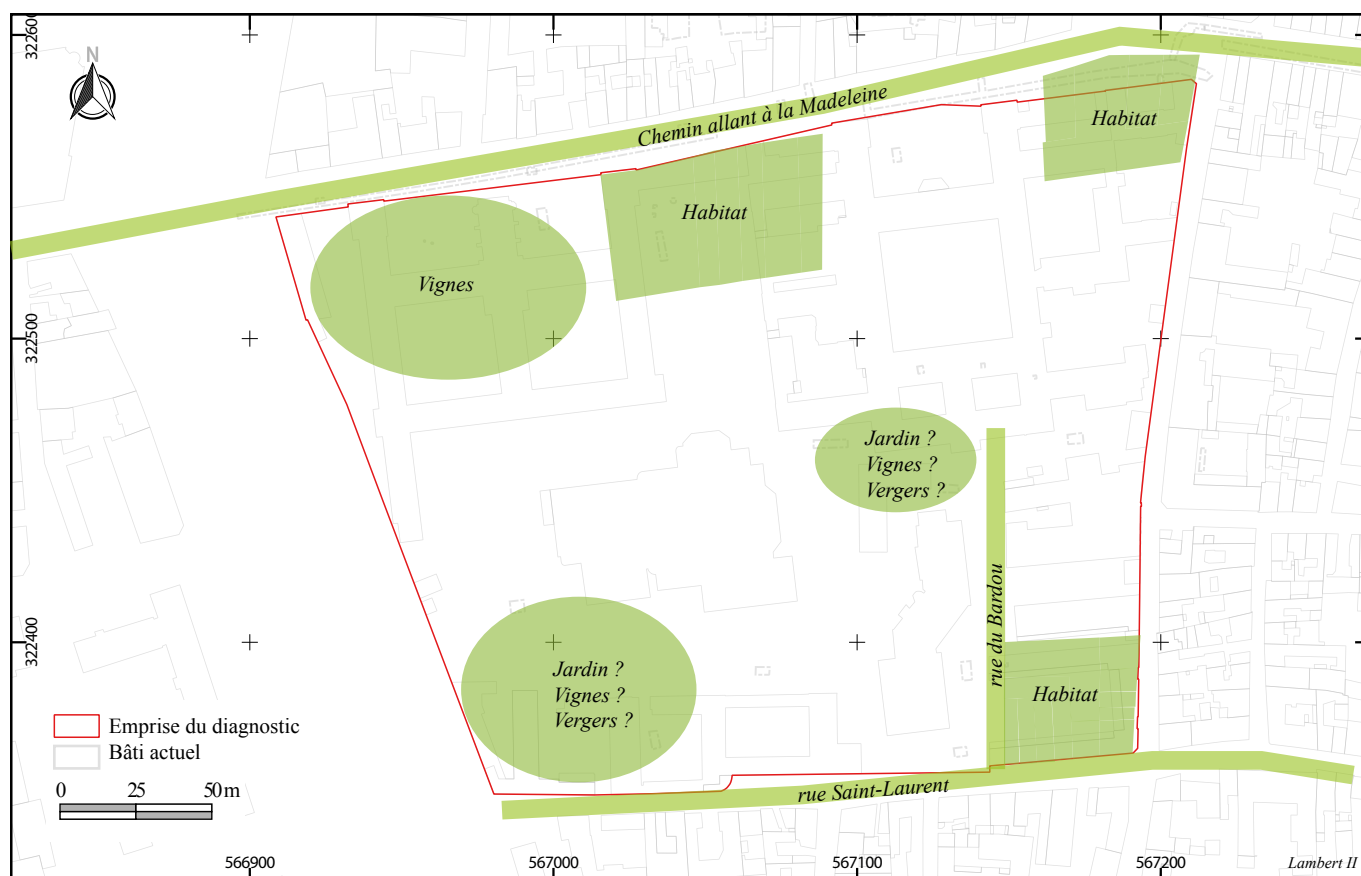 322600
N
Chemin allant à la Madeleine
Habitat
Habitat
Vignes
322500
Jardin ?
Vignes ?
Vergers ?
rue du Bardou
322400
Jardin ?
Vignes ?
Vergers ?
Habitat
Emprise du diagnostic
Bâti actuel
0 25 50 m
rue Saint-Laurent
566900 567000 567100 567200
Lambert II